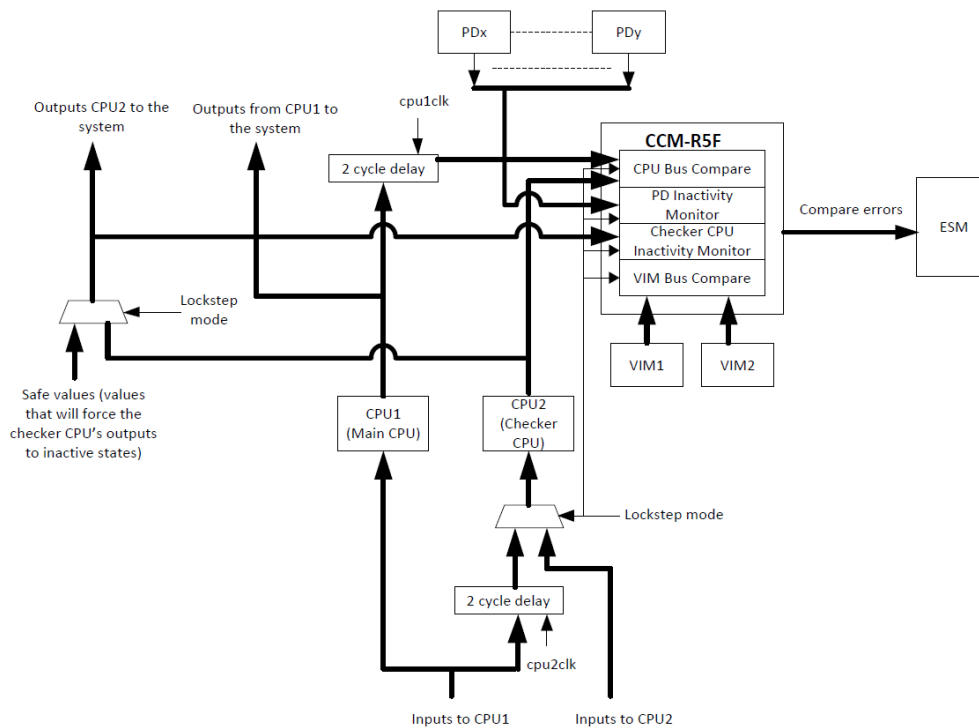 PDx
PDy
Outputs CPU2 to the
system
Outputs from CPU1 to
the system
cpu1clk
2 cycle delay
CCM-R5F
CPU Bus Compare
PD Inactivity
Monitor
Checker CPU
Inactivity Monitor
VIM Bus Compare
Compare errors
ESM
Lockstep
mode
VIM1
VIM2
Safe values (values
that will force the
checker CPU's outputs
to inactive states)
CPU1
(Main CPU)
CPU2
(Checker
CPU)
Lockstep mode
2 cycle delay
cpu2clk
Inputs to CPU1
Inputs to CPU2